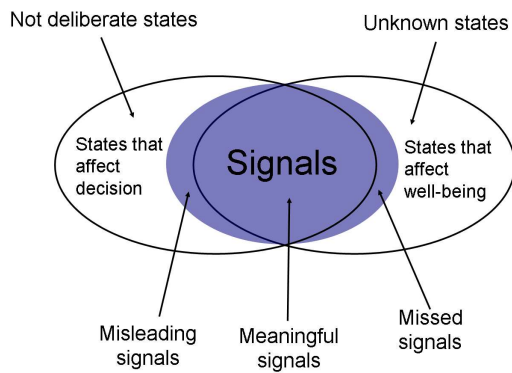 Not deliberate states
Unknown states
States that
affect
decision
Signals
States that
affect
well-being
Misleading
signals
Meaningful
signals
Missed
signals